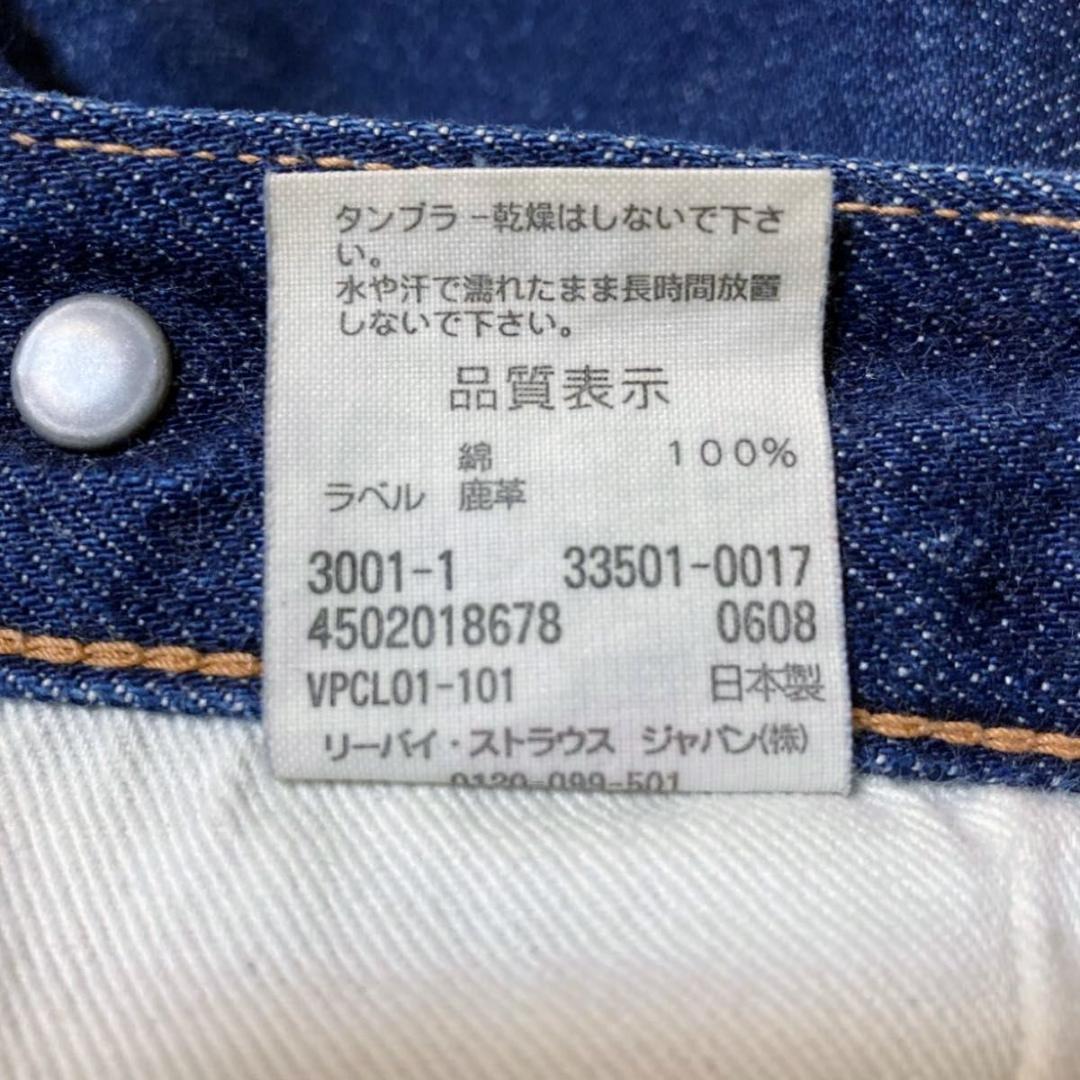 タンブラ-乾燥はしないで下さ
い。
水や汗で濡れたまま長時間放置
しないで下さい。
品質表示
綿 100%
ラベル 鹿革
3001-1 33501-0017
4502018678 0608
VPCL01-101 日本製
リーバイ・ストラウス ジャパン(株)
0120-099-501